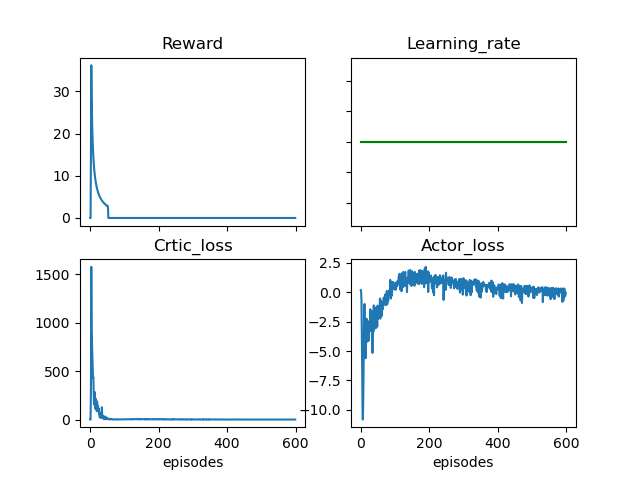 Reward
Learning_rate
30
20
10
0
Crtic_loss
Actor_loss
1500
1000
500
0
2.5
0.0
−2.5
−5.0
−7.5
−10.0
0 200 400 600
0 200 400 600
episodes
episodes